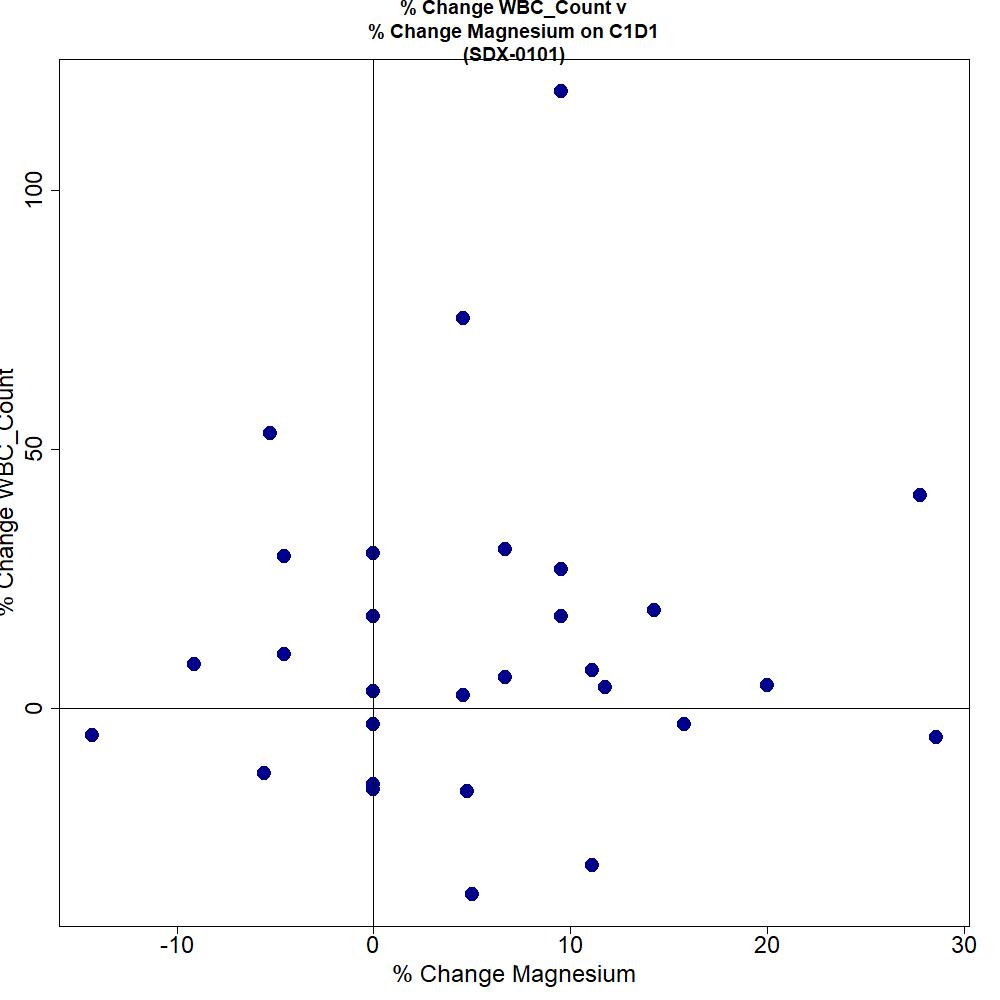 % Change WBC_Count v
% Change Magnesium on C1D1
(SDX-0101)
100
50
0
% Change WBC_Count
-10 0 10 20 30
% Change Magnesium